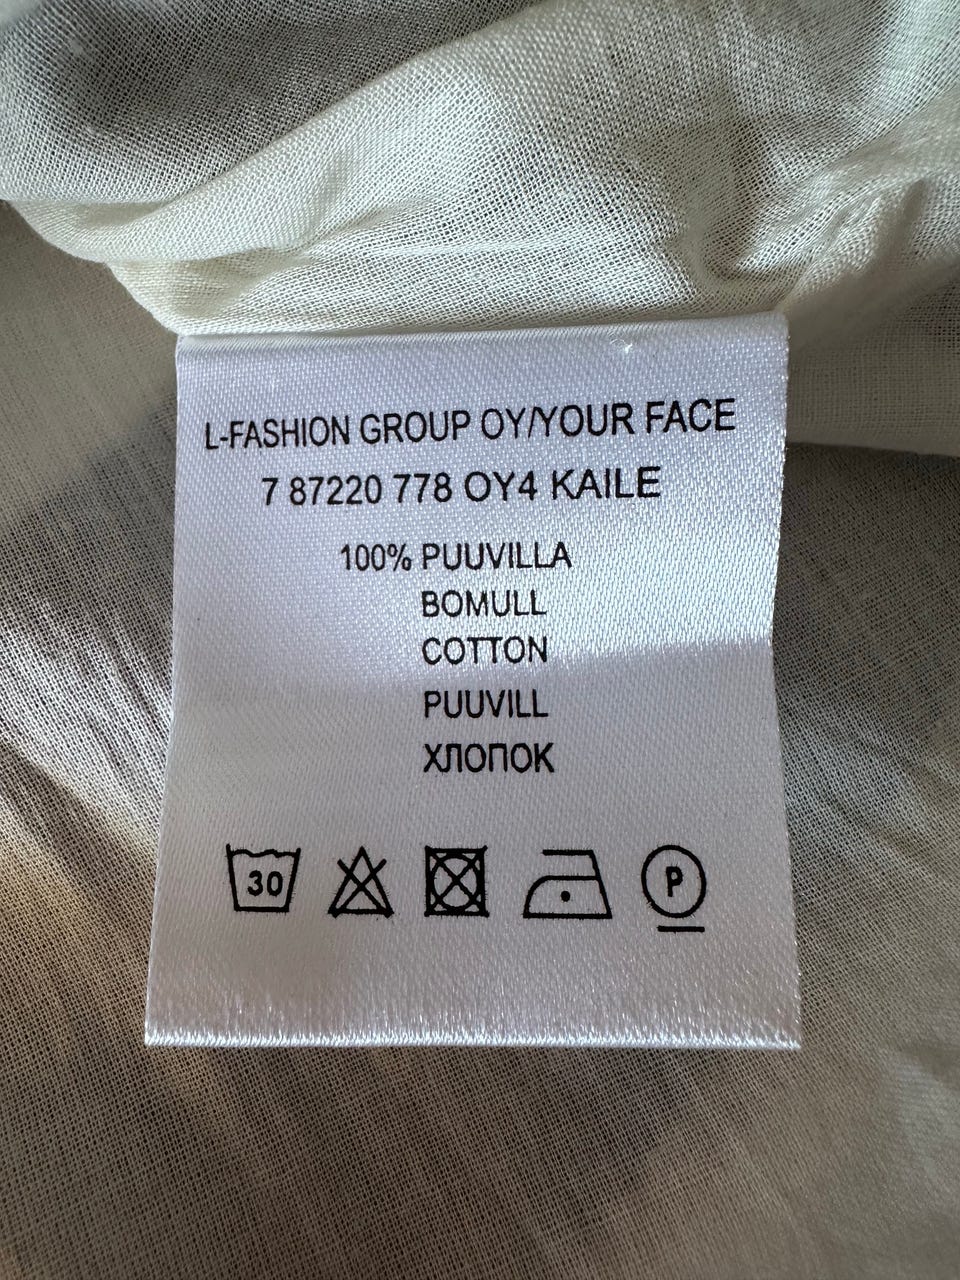 L-FASHION GROUP OY/YOUR FACE
7 87220 778 OY4 KAILE
100% PUUVILLA
BOMULL
COTTON
PUUVILL
ХЛОПОК
30 P